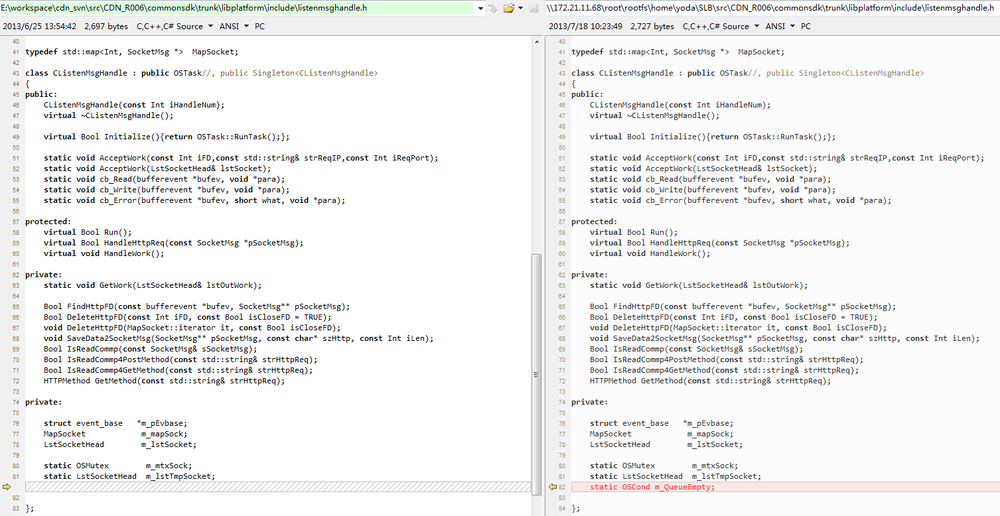 E:\workspace\cdn_svn\src\CDN_R006\commonsdk\trunk\libplatform\include\listenmsghandle.h
2013/6/25 13:54:42 2,697 bytes C,C++,C# Source ANSI PC
40
41 typedef std::map<Int, SocketMsg *>  MapSocket;
42
43 class CListenMsgHandle : public OSTask//, public Singleton<CListenMsgHandle>
44 {
45 public:
46     CListenMsgHandle(const Int iHandleNum);
47     virtual ~CListenMsgHandle();
48
49     virtual Bool Initialize(){return OSTask::RunTask();};
50
51     static void AcceptWork(const Int iFD,const std::string& strReqIP,const Int iReqPort);
52     static void AcceptWork(LstSocketHead& lstSocket);
53     static void cb_Read(bufferevent *bufev, void *para);
54     static void cb_Write(bufferevent *bufev, void *para);
55     static void cb_Error(bufferevent *bufev, short what, void *para);
56
57 protected:
58     virtual Bool Run();
59     virtual Bool HandleHttpReq(const SocketMsg *pSocketMsg);
60     virtual void HandleWork();
61
62 private:
63     static void GetWork(LstSocketHead& lstOutWork);
64
65     Bool FindHttpFD(const bufferevent *bufev, SocketMsg** pSocketMsg);
66     Bool DeleteHttpFD(const Int iFD, const Bool isCloseFD = TRUE);
67     void DeleteHttpFD(MapSocket::iterator it, const Bool isCloseFD);
68     void SaveData2SocketMsg(SocketMsg** pSocketMsg, const char* szHttp, const Int iLen);
69     Bool IsReadCommp(const SocketMsg& sSocketMsg);
70     Bool IsReadCommp4PostMethod(const std::string& strHttpReq);
71     Bool IsReadCommp4GetMethod(const std::string& strHttpReq);
72     HTTPMethod GetMethod(const std::string& strHttpReq);
73
74 private:
75
76     struct event_base   *m_pEvbase;
77     MapSocket            m_mapSock;
78     LstSocketHead        m_lstSocket;
79
80     static OSMutex        m_mtxSock;
81     static LstSocketHead  m_lstTmpSocket;
82
83 };
\\172.21.11.68\root\rootfs\home\yoda\SLB\src\CDN_R006\commonsdk\trunk\libplatform\include\listenmsghandle.h
2013/7/18 10:23:49 2,727 bytes C,C++,C# Source ANSI PC
40
41 typedef std::map<Int, SocketMsg *>  MapSocket;
42
43 class CListenMsgHandle : public OSTask//, public Singleton<CListenMsgHandle>
44 {
45 public:
46     CListenMsgHandle(const Int iHandleNum);
47     virtual ~CListenMsgHandle();
48
49     virtual Bool Initialize(){return OSTask::RunTask();};
50
51     static void AcceptWork(const Int iFD,const std::string& strReqIP,const Int iReqPort);
52     static void AcceptWork(LstSocketHead& lstSocket);
53     static void cb_Read(bufferevent *bufev, void *para);
54     static void cb_Write(bufferevent *bufev, void *para);
55     static void cb_Error(bufferevent *bufev, short what, void *para);
56
57 protected:
58     virtual Bool Run();
59     virtual Bool HandleHttpReq(const SocketMsg *pSocketMsg);
60     virtual void HandleWork();
61
62 private:
63     static void GetWork(LstSocketHead& lstOutWork);
64
65     Bool FindHttpFD(const bufferevent *bufev, SocketMsg** pSocketMsg);
66     Bool DeleteHttpFD(const Int iFD, const Bool isCloseFD = TRUE);
67     void DeleteHttpFD(MapSocket::iterator it, const Bool isCloseFD);
68     void SaveData2SocketMsg(SocketMsg** pSocketMsg, const char* szHttp, const Int iLen);
69     Bool IsReadCommp(const SocketMsg& sSocketMsg);
70     Bool IsReadCommp4PostMethod(const std::string& strHttpReq);
71     Bool IsReadCommp4GetMethod(const std::string& strHttpReq);
72     HTTPMethod GetMethod(const std::string& strHttpReq);
73
74 private:
75
76     struct event_base   *m_pEvbase;
77     MapSocket            m_mapSock;
78     LstSocketHead        m_lstSocket;
79
80     static OSMutex        m_mtxSock;
81     static LstSocketHead  m_lstTmpSocket;
82     static OSCond m_QueueEmpty;
83
84 };